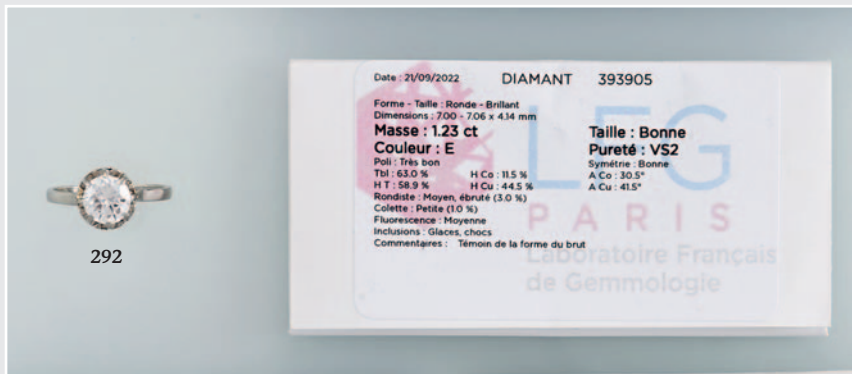 Date : 21/09/2022 DIAMANT 393905
Forme - Taille : Ronde - Brillant
Dimensions : 7.00 - 7.06 x 4.14 mm
Masse : 1.23 ct Taille : Bonne
Couleur : E Pureté : VS2
Poli : Très bon Symétrie : Bonne
Tbl : 63.0 % H Co : 11.5 % A Co : 30.5°
H T : 58.9 % H Cu : 44.5 % A Cu : 41.5°
Rondiste : Moyen, ébruté (3.0 %)
Colette : Petite (1.0 %)
Fluorescence : Moyenne
Inclusions : Glaces, chocs
Commentaires : Témoin de la forme du brut
LFG
PARIS
Laboratoire Français
de Gemmologie
292